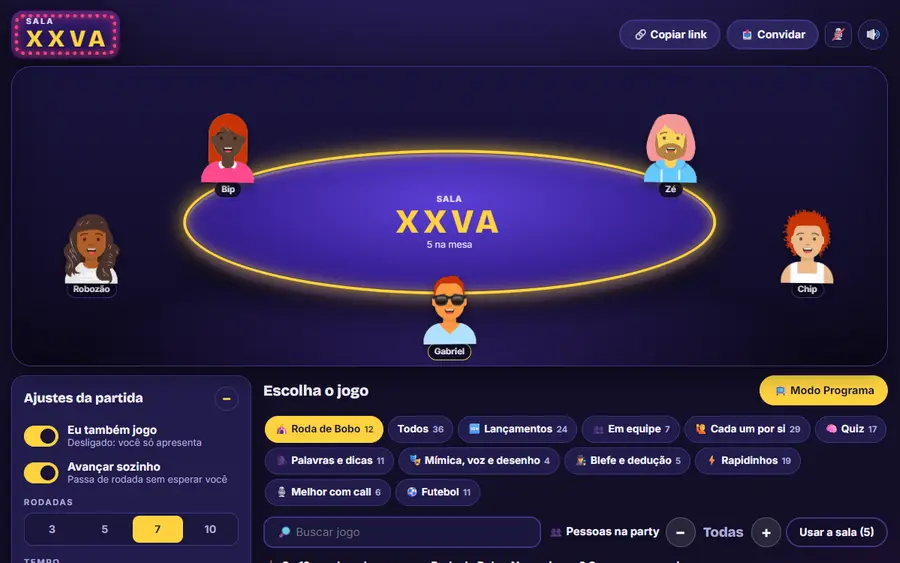 SALA
XXVA
Copiar link
Convidar
Bip
Zé
SALA
XXVA
5 na mesa
Robozão
Chip
Gabriel
Ajustes da partida
Escolha o jogo
Modo Programa
Eu também jogo
Desligado: você só apresenta
Roda de Bobo 12
Todos 36
Lançamentos 24
Em equipe 7
Cada um por si 29
Quiz 17
Avançar sozinho
Passa de rodada sem esperar você
Palavras e dicas 11
Mímica, voz e desenho 4
Blefe e dedução 5
Rapidinhos 19
Melhor com call 6
Futebol 11
RODADAS
3 5 7 10
Buscar jogo
Pessoas na party
− Todas +
Usar a sala (5)
TEMPO